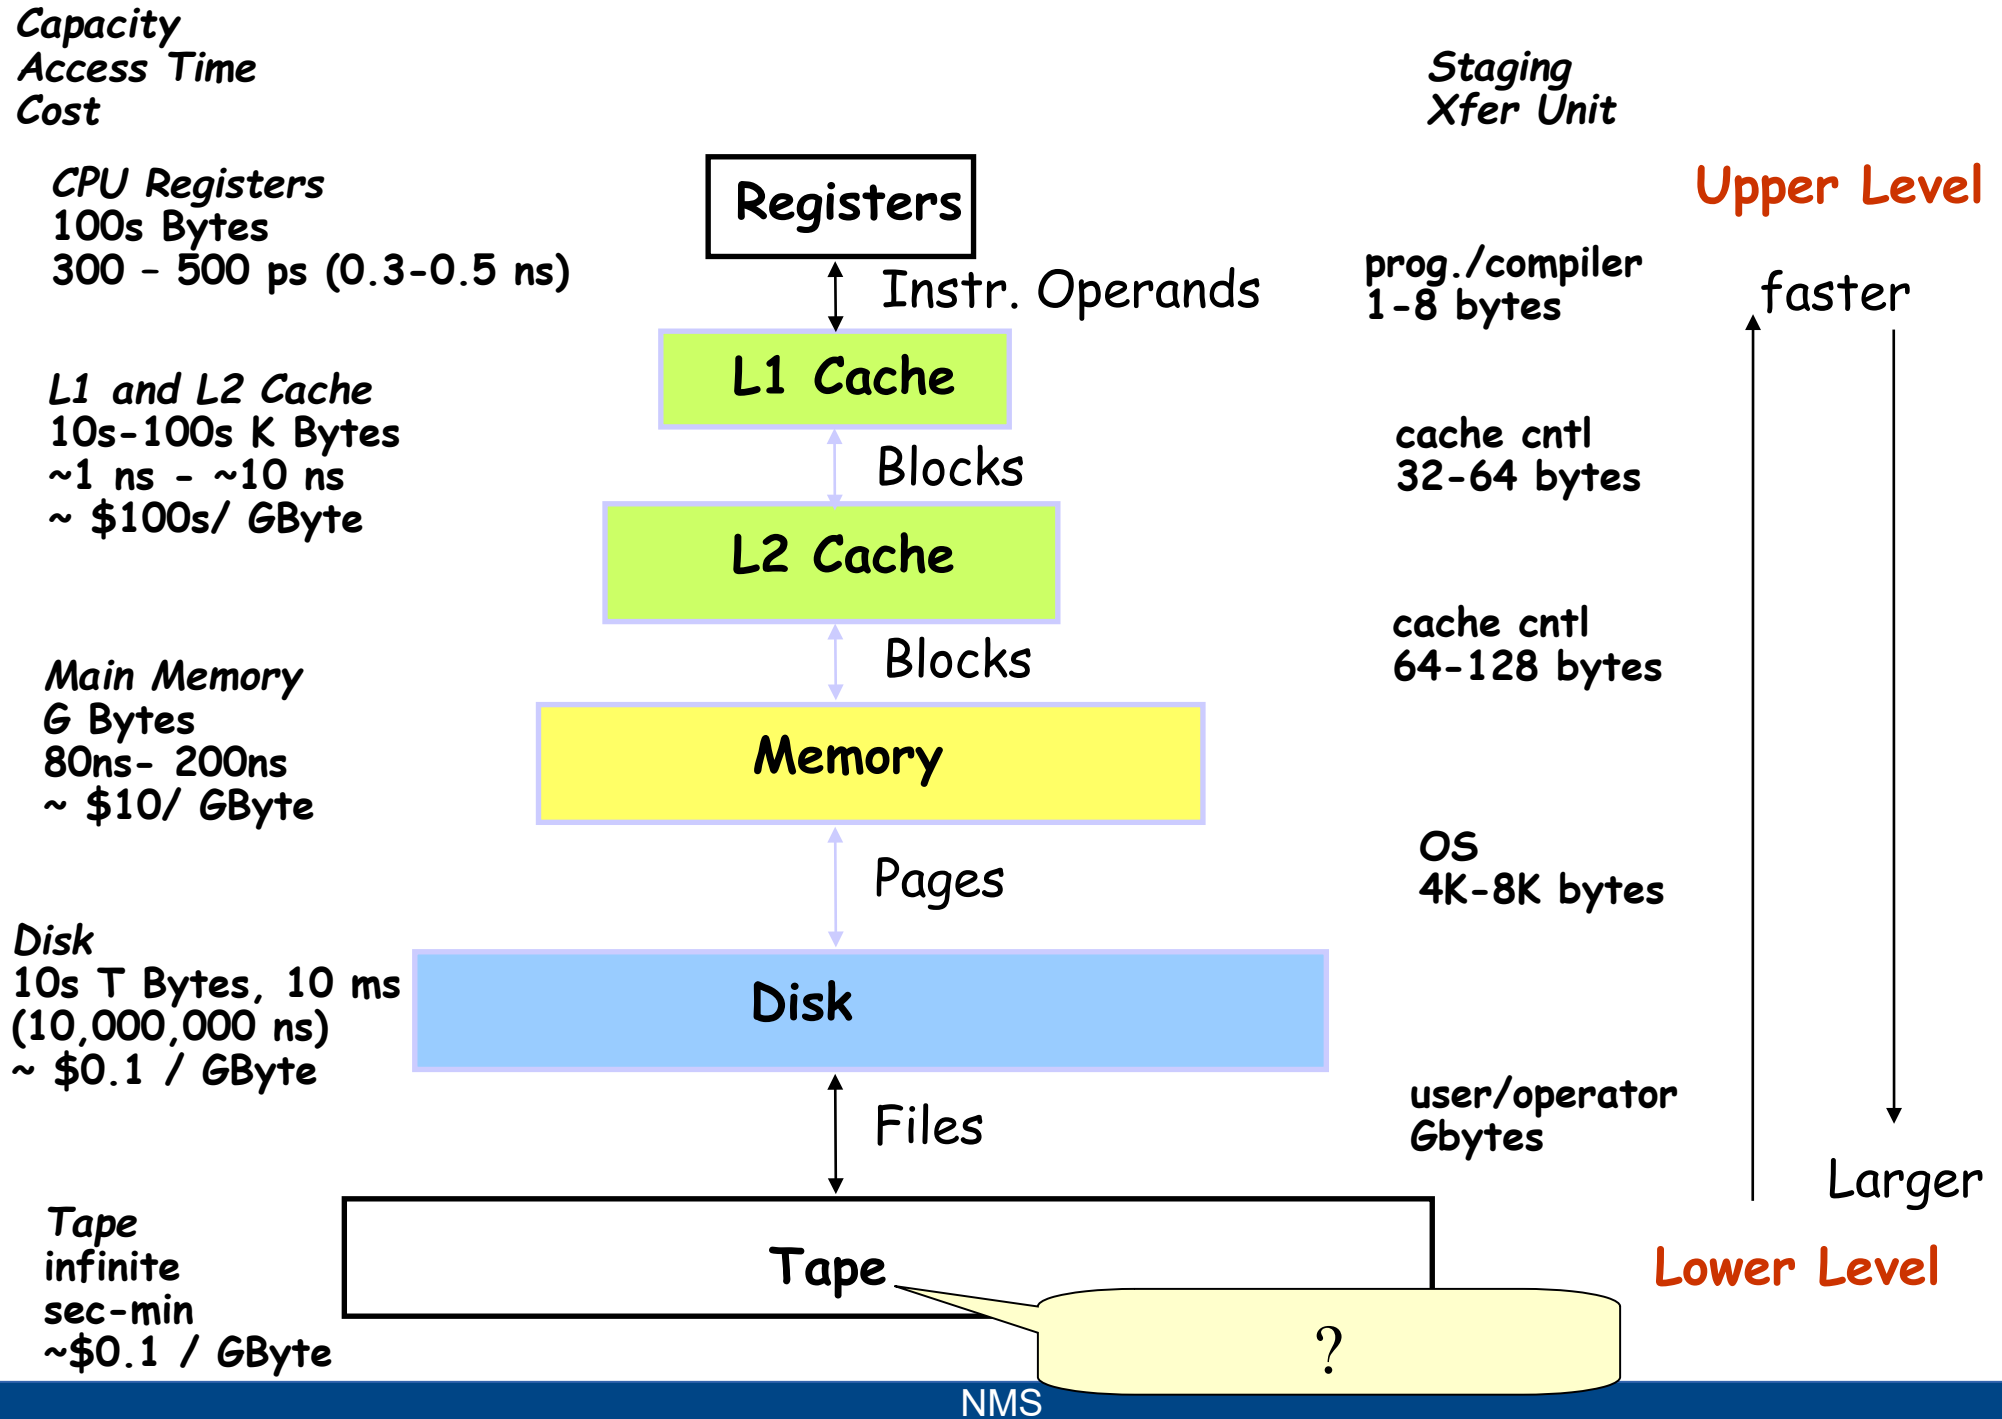 Capacity
Access Time
Cost
Staging
Xfer Unit
CPU Registers
100s Bytes
300 – 500 ps (0.3-0.5 ns)
Registers
Upper Level
Instr. Operands
prog./compiler
1-8 bytes
faster
L1 and L2 Cache
10s-100s K Bytes
~1 ns - ~10 ns
~ $100s/ GByte
L1 Cache
Blocks
cache cntl
32-64 bytes
L2 Cache
Blocks
cache cntl
64-128 bytes
Main Memory
G Bytes
80ns- 200ns
~ $10/ GByte
Memory
Pages
OS
4K-8K bytes
Disk
10s T Bytes, 10 ms
(10,000,000 ns)
~ $0.1 / GByte
Disk
Files
user/operator
Gbytes
Larger
Tape
infinite
sec-min
~$0.1 / GByte
Tape
Lower Level
?
NMS